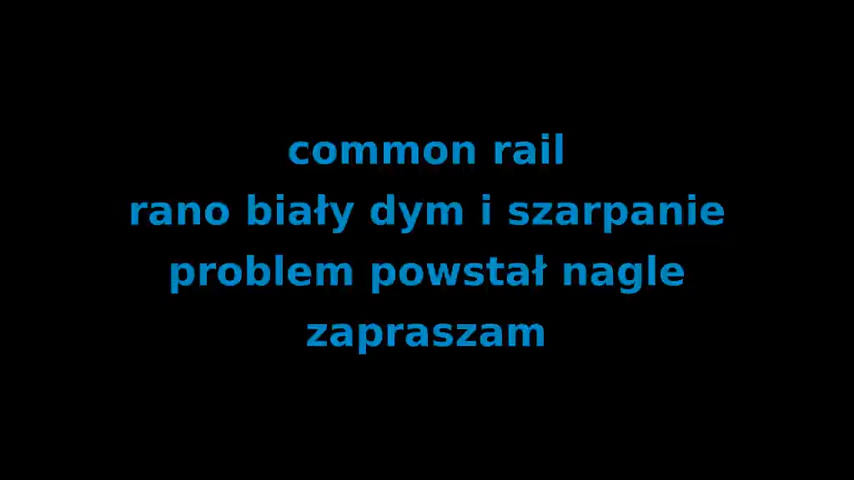 common rail
rano biały dym i szarpanie
problem powstał nagle
zapraszam